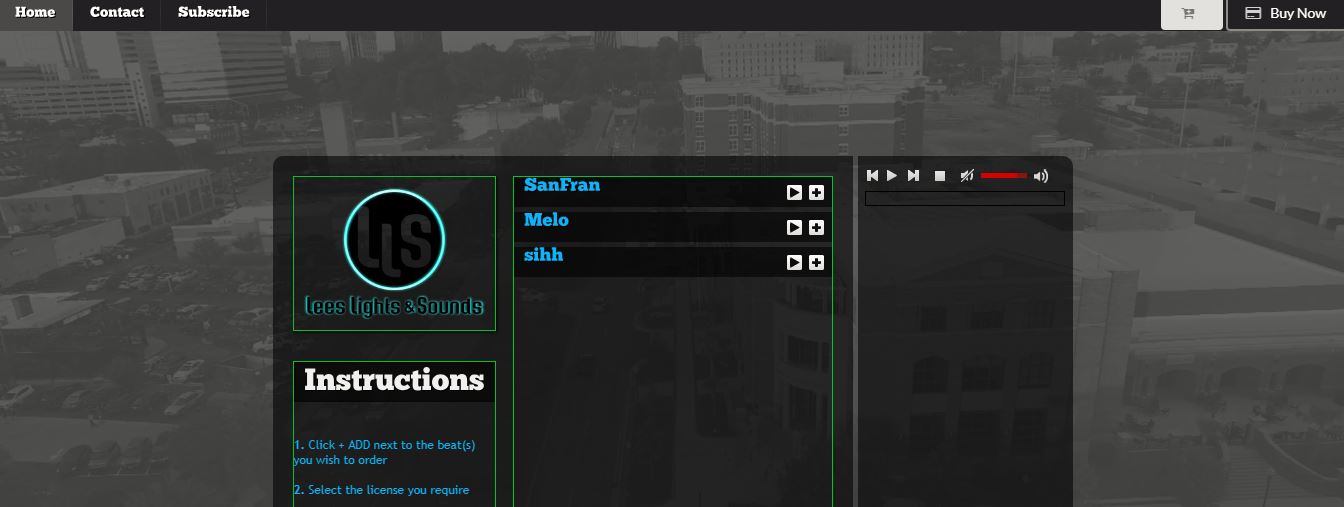 Home Contact Subscribe Buy Now
LLS
Lees Lights & Sounds
SanFran
Melo
sihh
Instructions
1. Click + ADD next to the beat(s)
you wish to order
2. Select the license you require